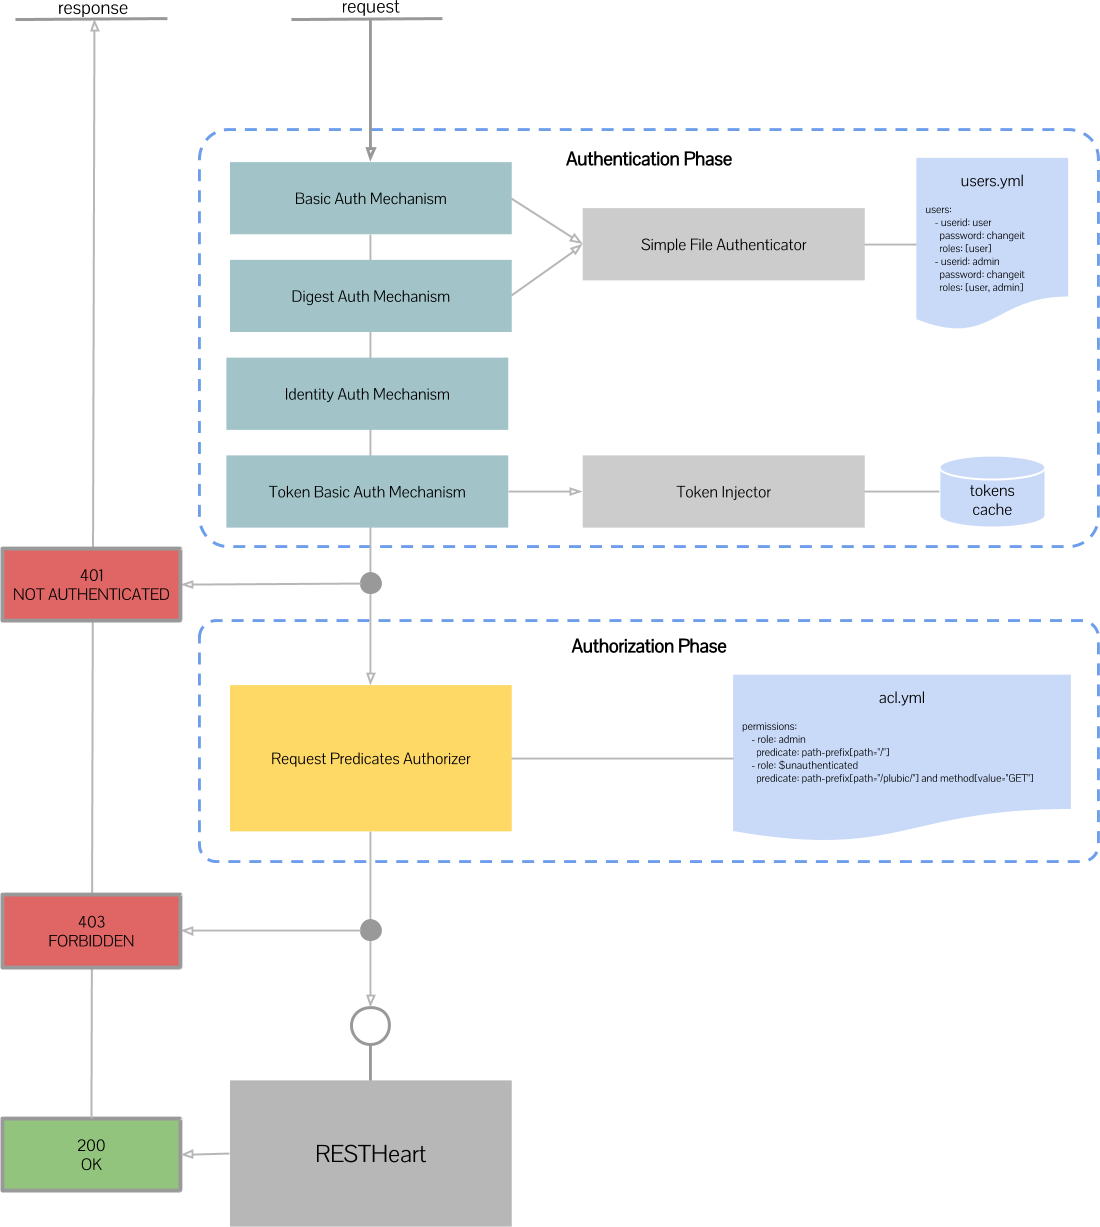 response
request
Authentication Phase
Basic Auth Mechanism
Simple File Authenticator
users.yml
users:
- userid: user
password: changeit
roles: [user]
- userid: admin
password: changeit
roles: [user, admin]
Digest Auth Mechanism
Identity Auth Mechanism
Token Basic Auth Mechanism
Token Injector
tokens
cache
401
NOT AUTHENTICATED
Authorization Phase
Request Predicates Authorizer
acl.yml
permissions:
- role: admin
predicate: path-prefix[path="/"]
- role: $unauthenticated
predicate: path-prefix[path="/plubic/"] and method[value="GET"]
403
FORBIDDEN
RESTHeart
200
OK